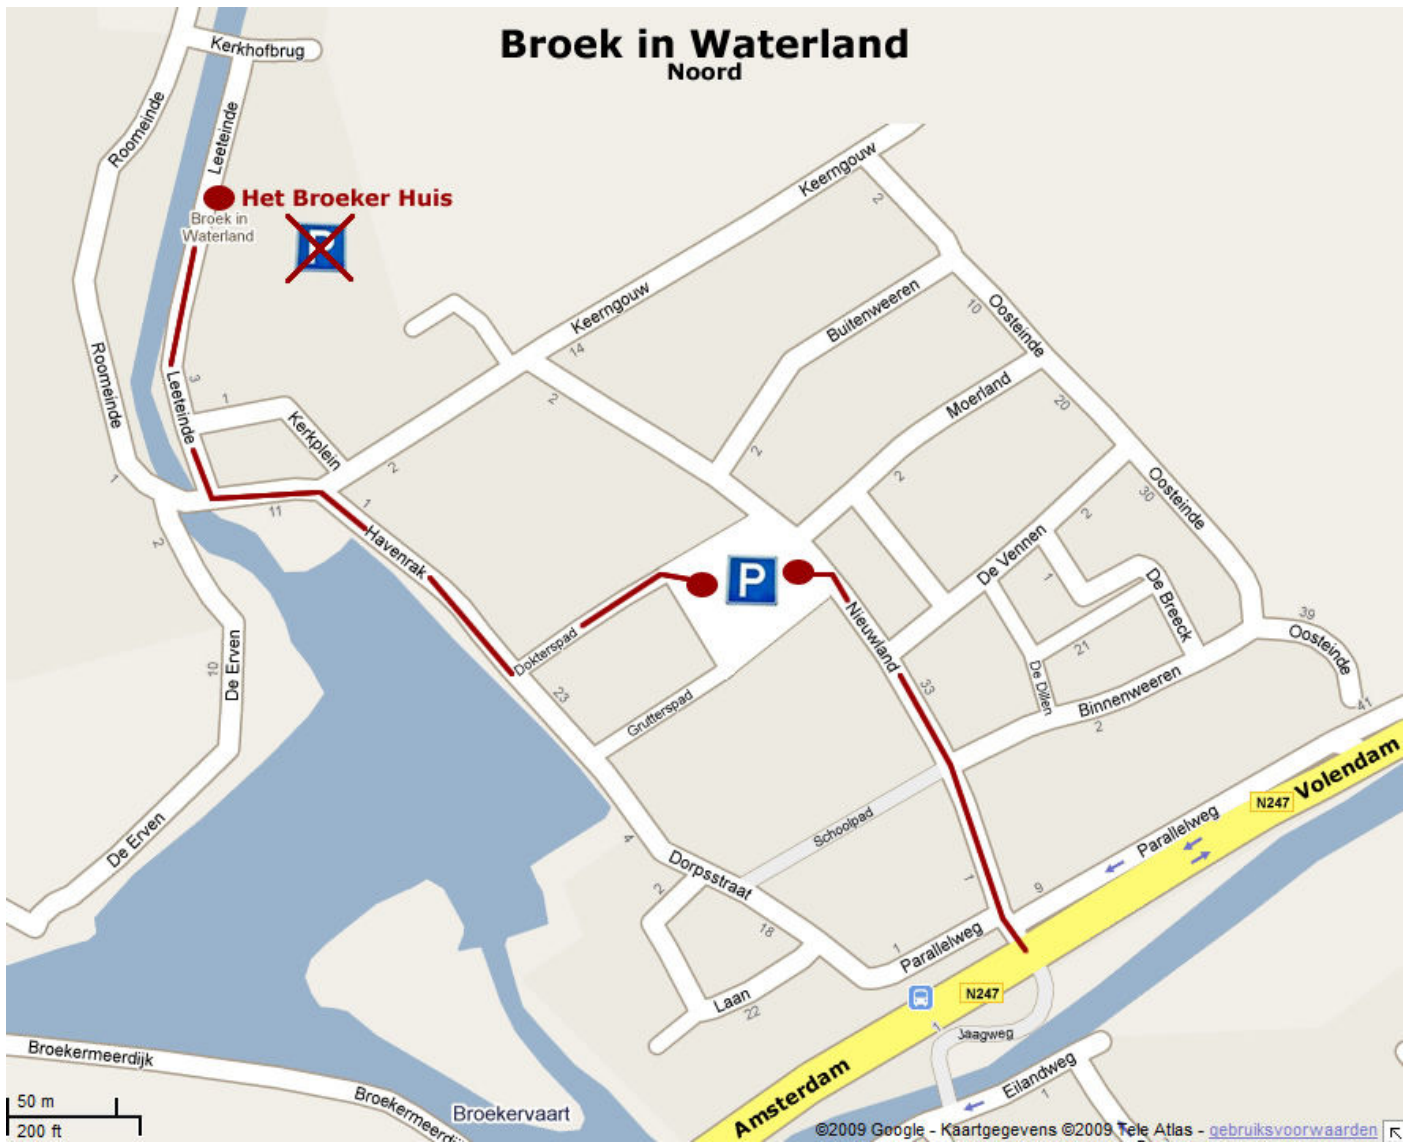 Broek in Waterland
Noord
Kerkhofbrug
Roomeinde
Leeteinde
Het Broeker Huis
Broek in
Waterland
P
Keerngouw
2
Keerngouw
14
Buitenweeren
10
Oosteinde
Roomeinde
3
Leeteinde
1
Kerkplein
2
2
2
Moerland
20
2
Oosteinde
30
1
11
1
2
Havenrak
De Vennen
2
1
De Breeck
P
Nieuwland
39
Oosteinde
Dokterspad
23
Grutterspad
33
21
De Dillen
Binnenweeren
2
41
10
De Erven
De Erven
4
Schoolpad
Dorpsstraat
2
18
1
1
Parallelweg
9
Parallelweg
N247
Volendam
N247
Laan
22
1
Jaagweg
Eilandweg
1
Amsterdam
Broekermeerdijk
Broekermeerdijk
Broekervaart
50 m
200 ft
©2009 Google - Kaartgegevens ©2009 Tele Atlas - gebruiksvoorwaarden